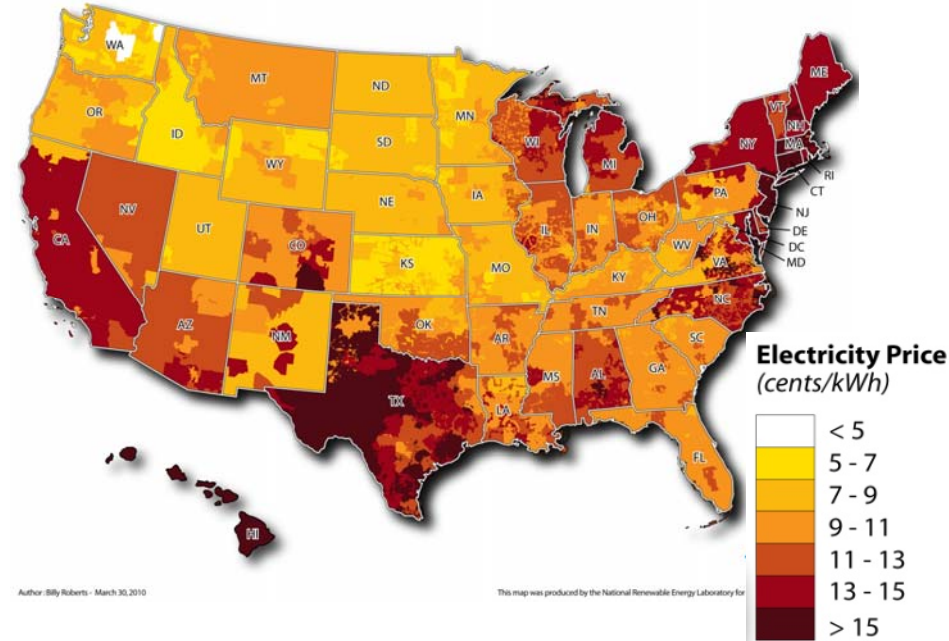 WA
MT
ND
MN
OR
ID
SD
WY
WI
MI
ME
VT
NH
NY
MA
RI
CT
NV
UT
CO
NE
IA
IL
IN
OH
PA
NJ
DE
DC
MD
CA
KS
MO
WV
VA
KY
AZ
NM
OK
AR
TN
NC
SC
TX
LA
MS
AL
GA
FL
HI
Electricity Price
(cents/kWh)
< 5
5 - 7
7 - 9
9 - 11
11 - 13
13 - 15
> 15
Author: Billy Roberts - March 30, 2010
This map was produced by the National Renewable Energy Laboratory for